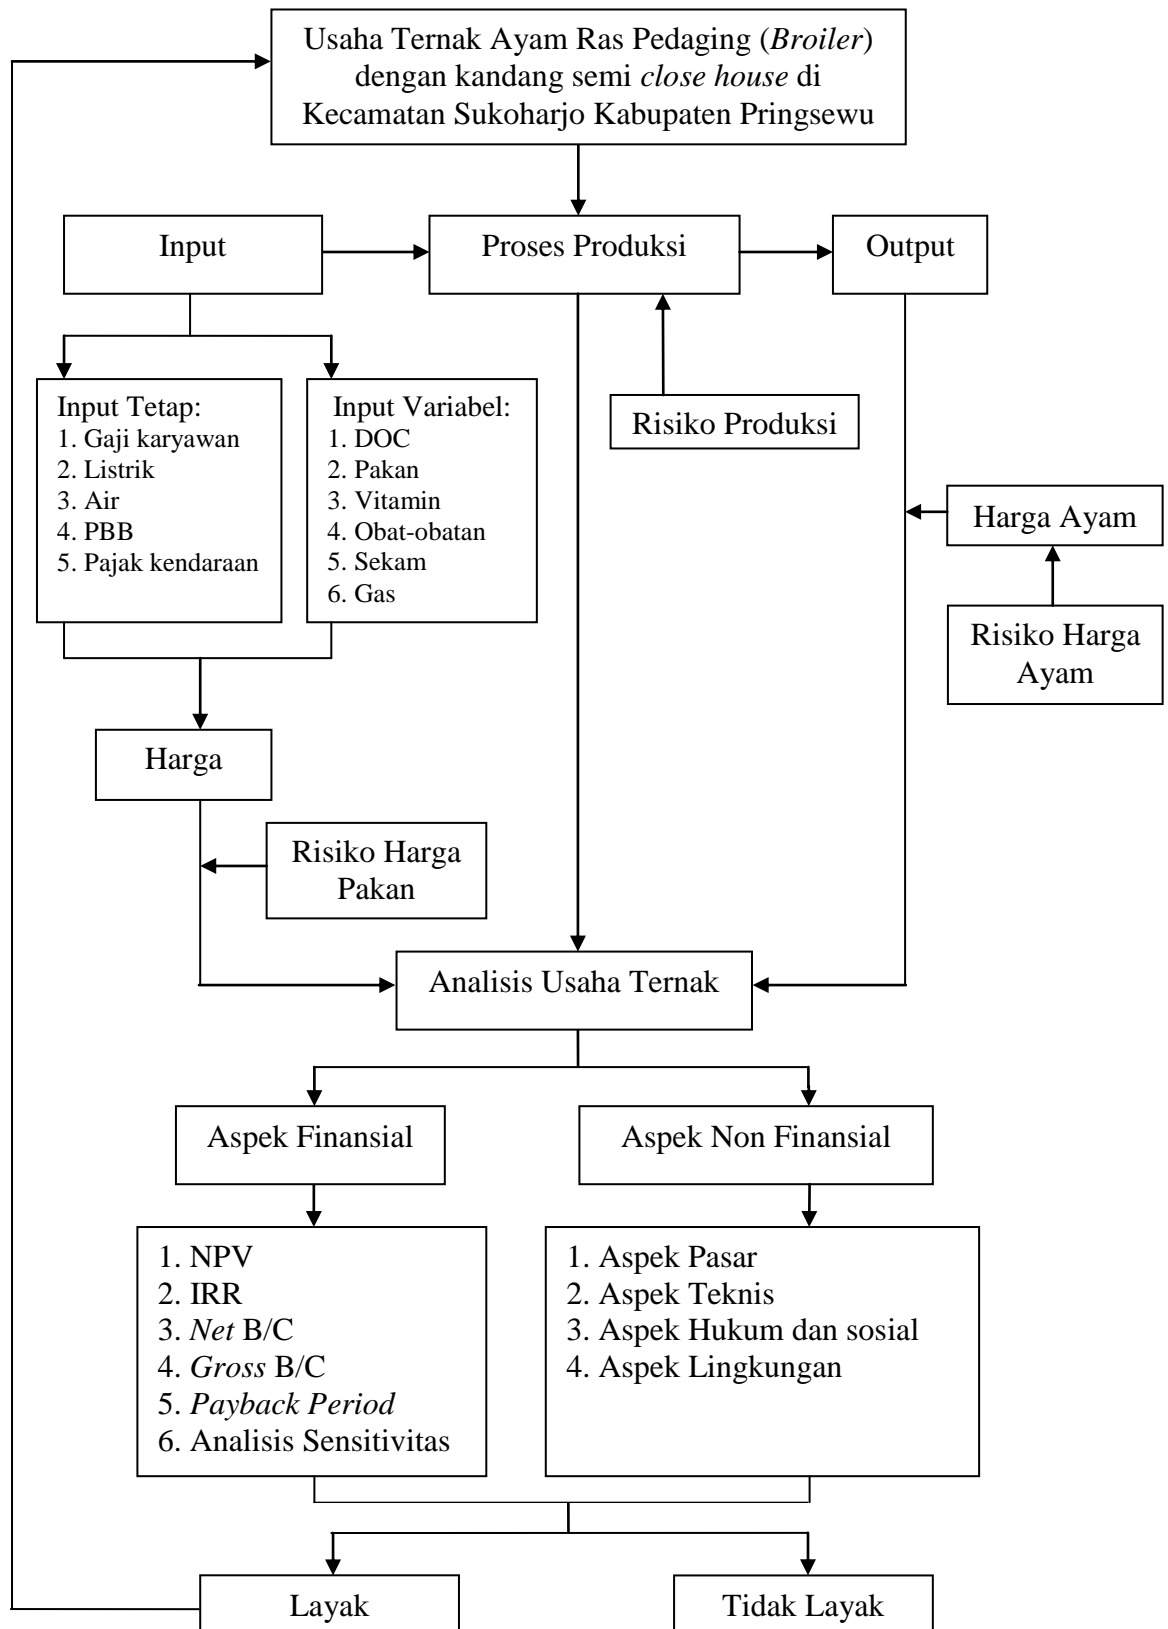 Usaha Ternak Ayam Ras Pedaging (Broiler)
dengan kandang semi close house di
Kecamatan Sukoharjo Kabupaten Pringsewu
Input
Proses Produksi
Output
Input Tetap:
1. Gaji karyawan
2. Listrik
3. Air
4. PBB
5. Pajak kendaraan
Input Variabel:
1. DOC
2. Pakan
3. Vitamin
4. Obat-obatan
5. Sekam
6. Gas
Risiko Produksi
Harga Ayam
Risiko Harga
Ayam
Harga
Risiko Harga
Pakan
Analisis Usaha Ternak
Aspek Finansial
Aspek Non Finansial
1. NPV
2. IRR
3. Net B/C
4. Gross B/C
5. Payback Period
6. Analisis Sensitivitas
1. Aspek Pasar
2. Aspek Teknis
3. Aspek Hukum dan sosial
4. Aspek Lingkungan
Layak
Tidak Layak